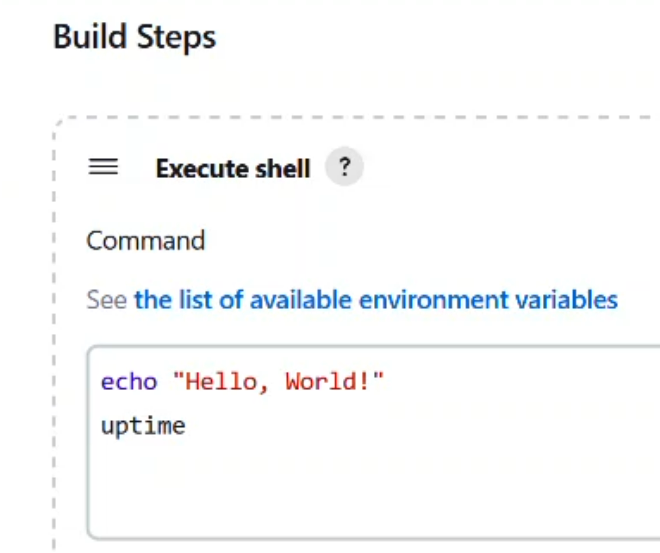 Build Steps
Execute shell ?
Command
See the list of available environment variables
echo "Hello, World!"
uptime